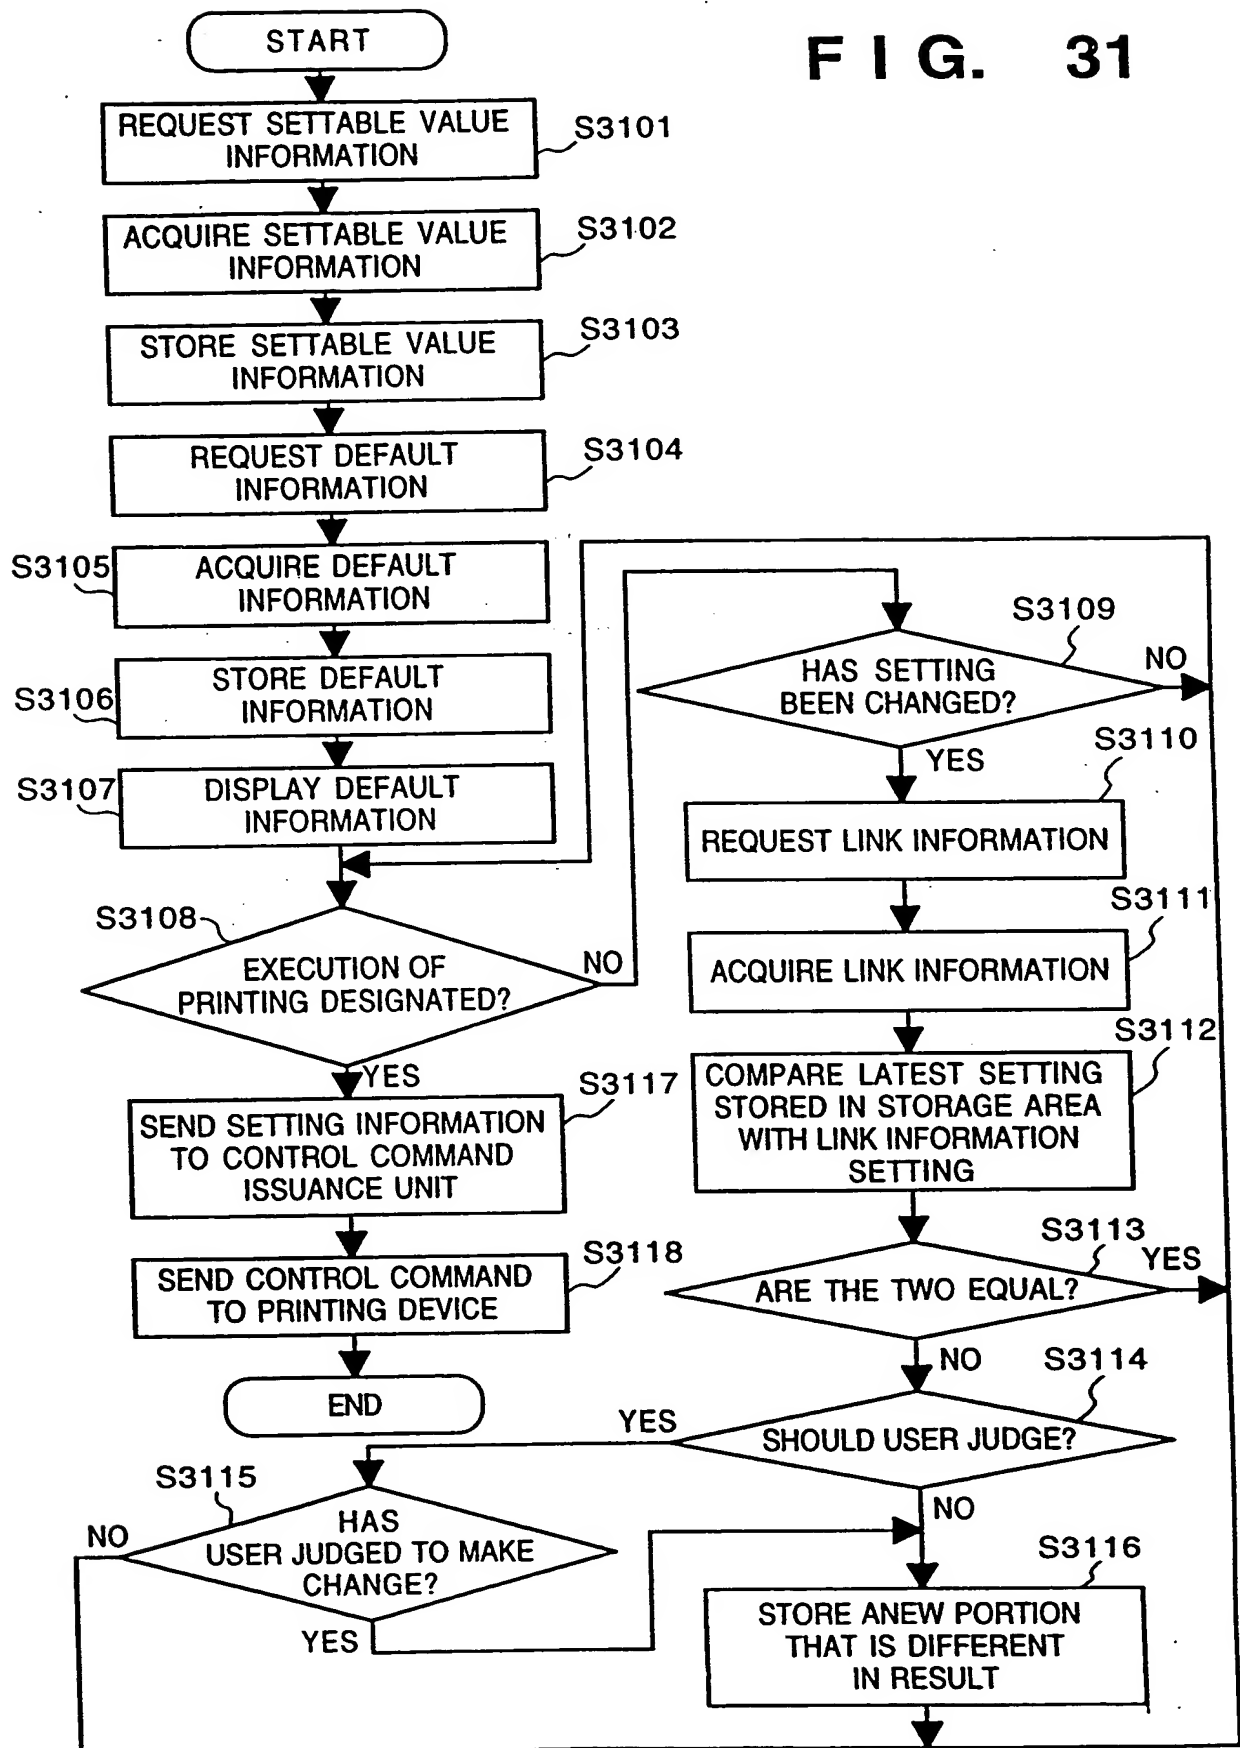 START
FIG. 31
REQUEST SETTABLE VALUE
INFORMATION
S3101
ACQUIRE SETTABLE VALUE
INFORMATION
S3102
STORE SETTABLE VALUE
INFORMATION
S3103
REQUEST DEFAULT
INFORMATION
S3104
S3105
ACQUIRE DEFAULT
INFORMATION
S3106
STORE DEFAULT
INFORMATION
S3107
DISPLAY DEFAULT
INFORMATION
S3108
EXECUTION OF
PRINTING DESIGNATED?
NO
YES
S3117
SEND SETTING INFORMATION
TO CONTROL COMMAND
ISSUANCE UNIT
S3118
SEND CONTROL COMMAND
TO PRINTING DEVICE
END
S3109
HAS SETTING
BEEN CHANGED?
NO
YES
S3110
REQUEST LINK INFORMATION
S3111
ACQUIRE LINK INFORMATION
S3112
COMPARE LATEST SETTING
STORED IN STORAGE AREA
WITH LINK INFORMATION
SETTING
S3113
ARE THE TWO EQUAL?
YES
NO
S3114
SHOULD USER JUDGE?
YES
NO
S3115
HAS
USER JUDGED TO MAKE
CHANGE?
NO
YES
S3116
STORE ANEW PORTION
THAT IS DIFFERENT
IN RESULT